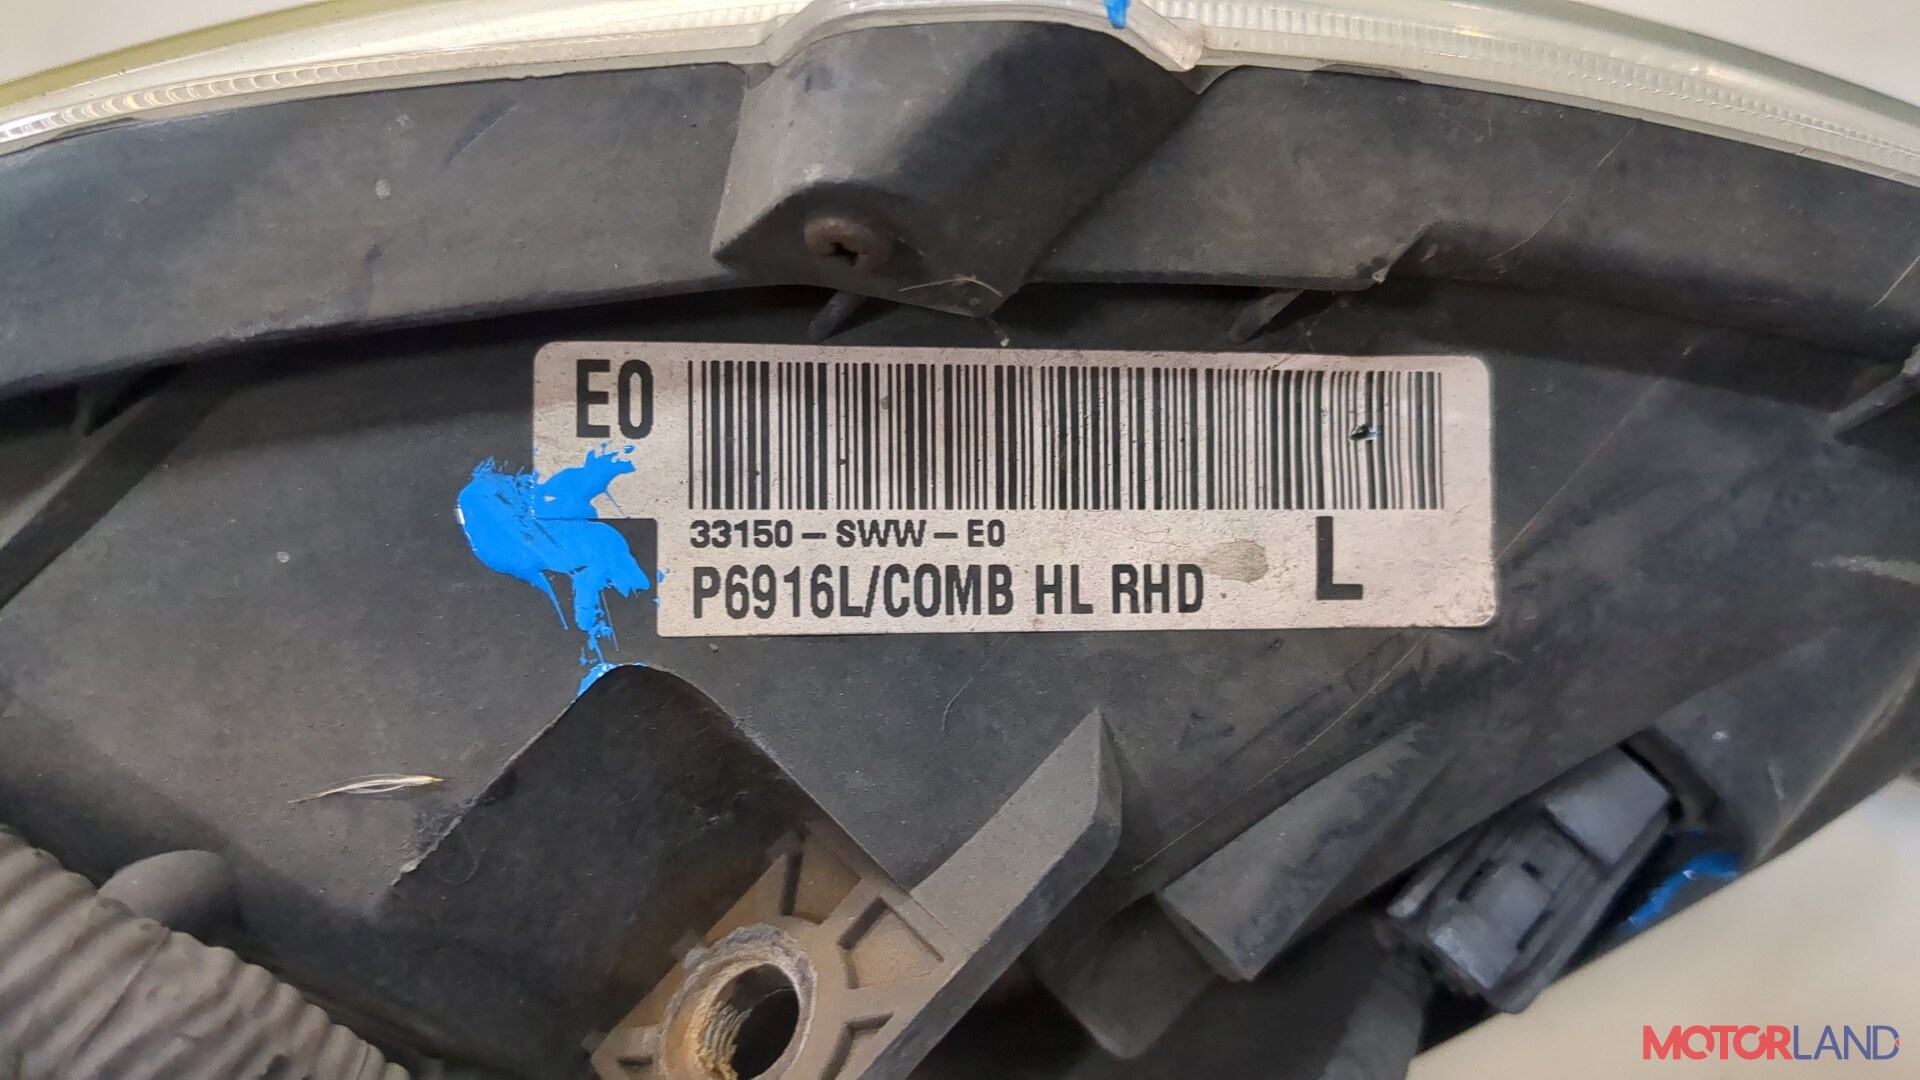 E0
33150-SWW-E0
P6916L/COMB HL RHD
L
MOTORLAND